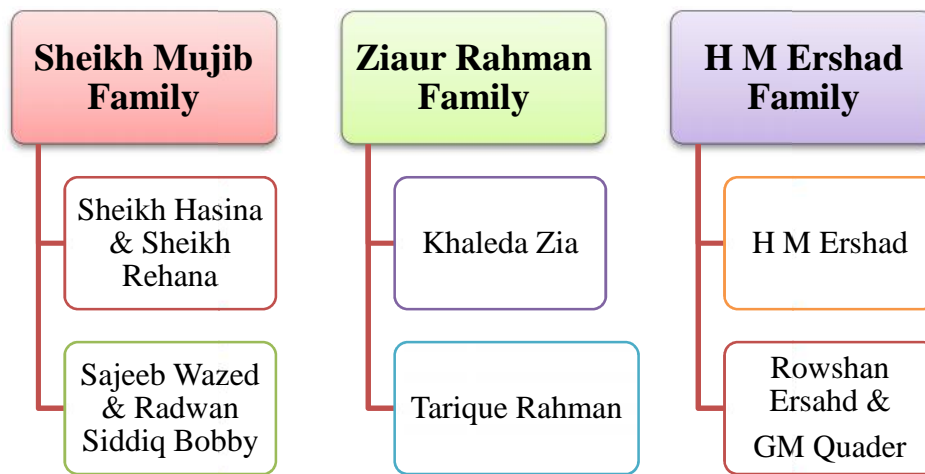 Sheikh Mujib
Family
Sheikh Hasina
& Sheikh
Rehana
Sajeeb Wazed
& Radwan
Siddiq Bobby
Ziaur Rahman
Family
Khaleda Zia
Tarique Rahman
H M Ershad
Family
H M Ershad
Rowshan
Ersahd &
GM Quader